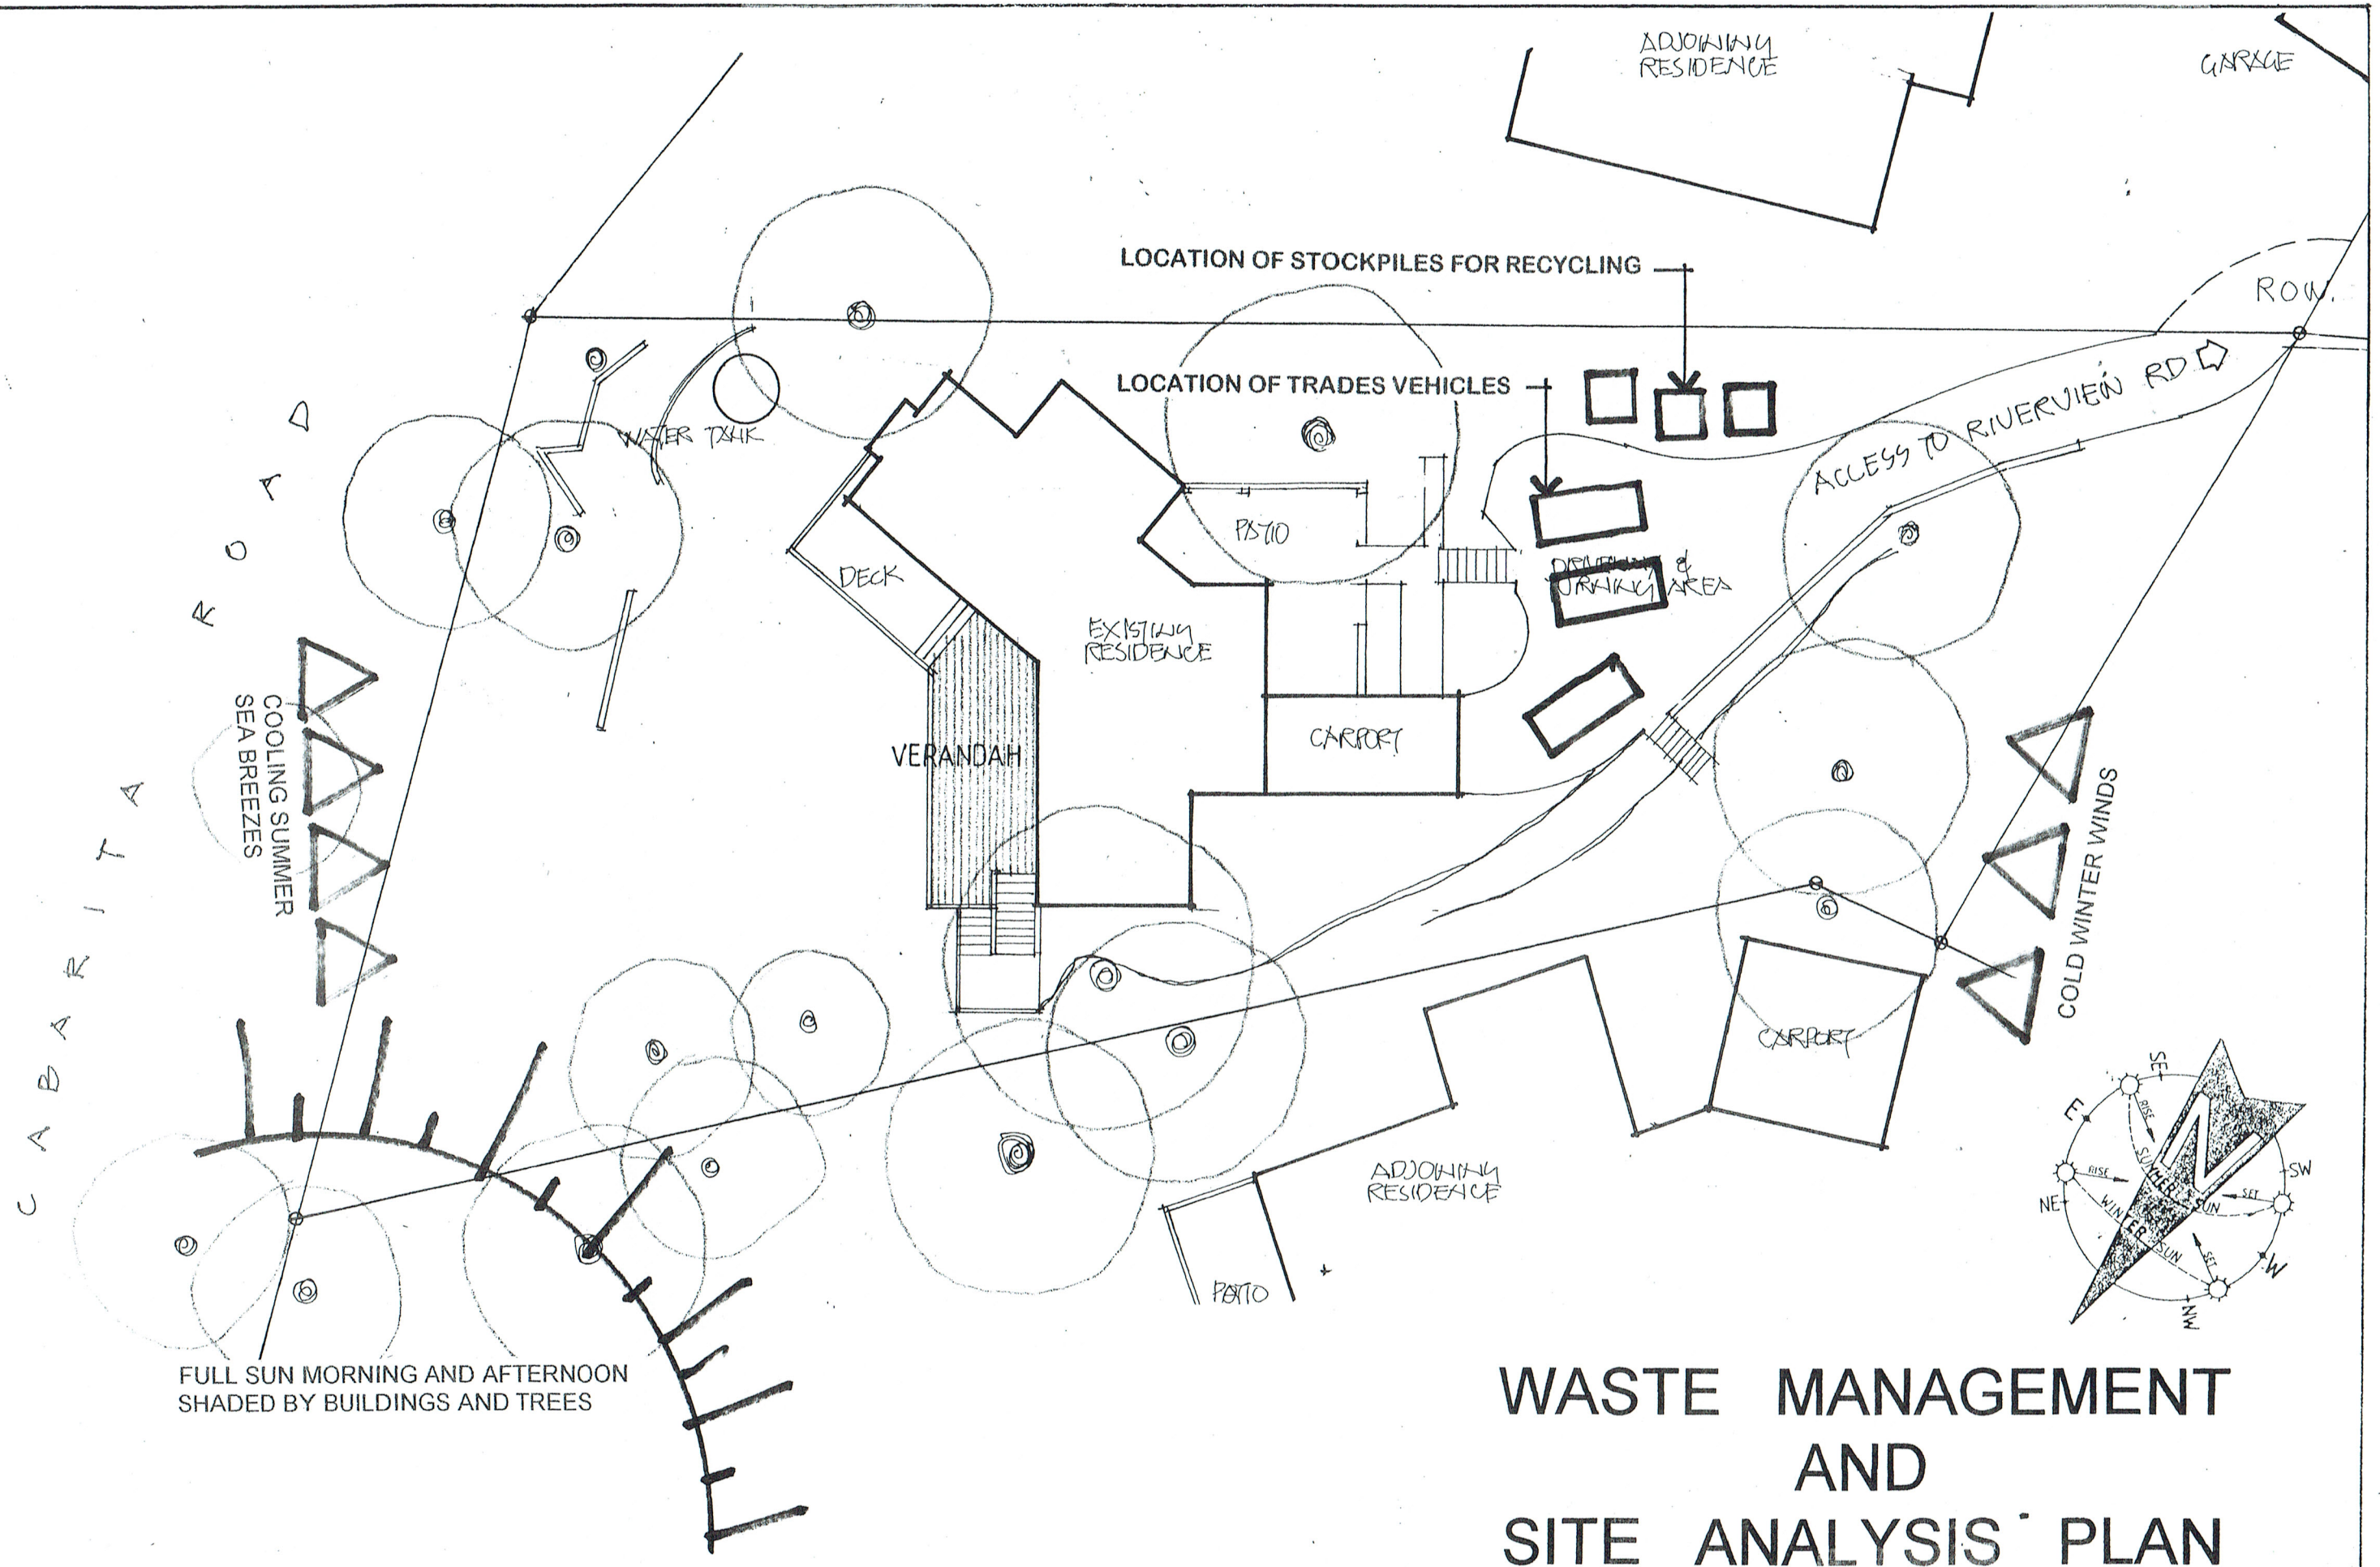 ADJOINING
RESIDENCE
GARAGE
LOCATION OF STOCKPILES FOR RECYCLING
ROW.
LOCATION OF TRADES VEHICLES
ACCESS TO RIVERVIEW RD
WATER TANK
PATIO
DECK
DRIVEWAY &
TURNING AREA
EXISTING
RESIDENCE
CARPORT
VERANDAH
CABARITA ROAD
COOLING SUMMER
SEA BREEZES
COLD WINTER WINDS
CARPORT
ADJOINING
RESIDENCE
PATIO
SE
E
RISE
SUMMER SUN
SW
RISE
SET
NE
WINTER SUN
SET
W
NW
N
FULL SUN MORNING AND AFTERNOON
SHADED BY BUILDINGS AND TREES
WASTE MANAGEMENT
AND
SITE ANALYSIS PLAN